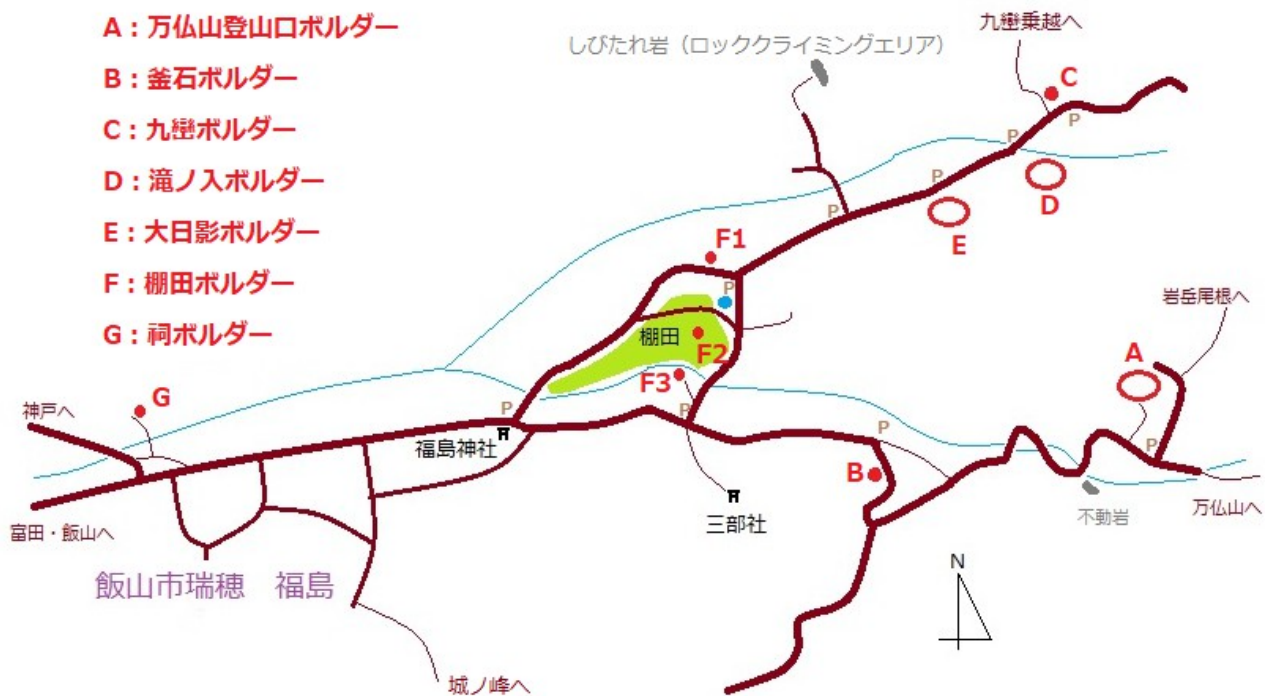 A：万仏山登山口ボルダー
B：釜石ボルダー
C：九巒ボルダー
D：滝ノ入ボルダー
E：大日影ボルダー
F：棚田ボルダー
G：祠ボルダー
しびたれ岩（ロッククライミングエリア）
九巒乗越へ
C
P
P
P
D
E
P
F1
P
岩岳尾根へ
棚田
F2
A
F3
G
神戸へ
P
福島神社
P
P
P
B
三部社
不動岩
万仏山へ
富田・飯山へ
飯山市瑞穂　福島
N
城ノ峰へ